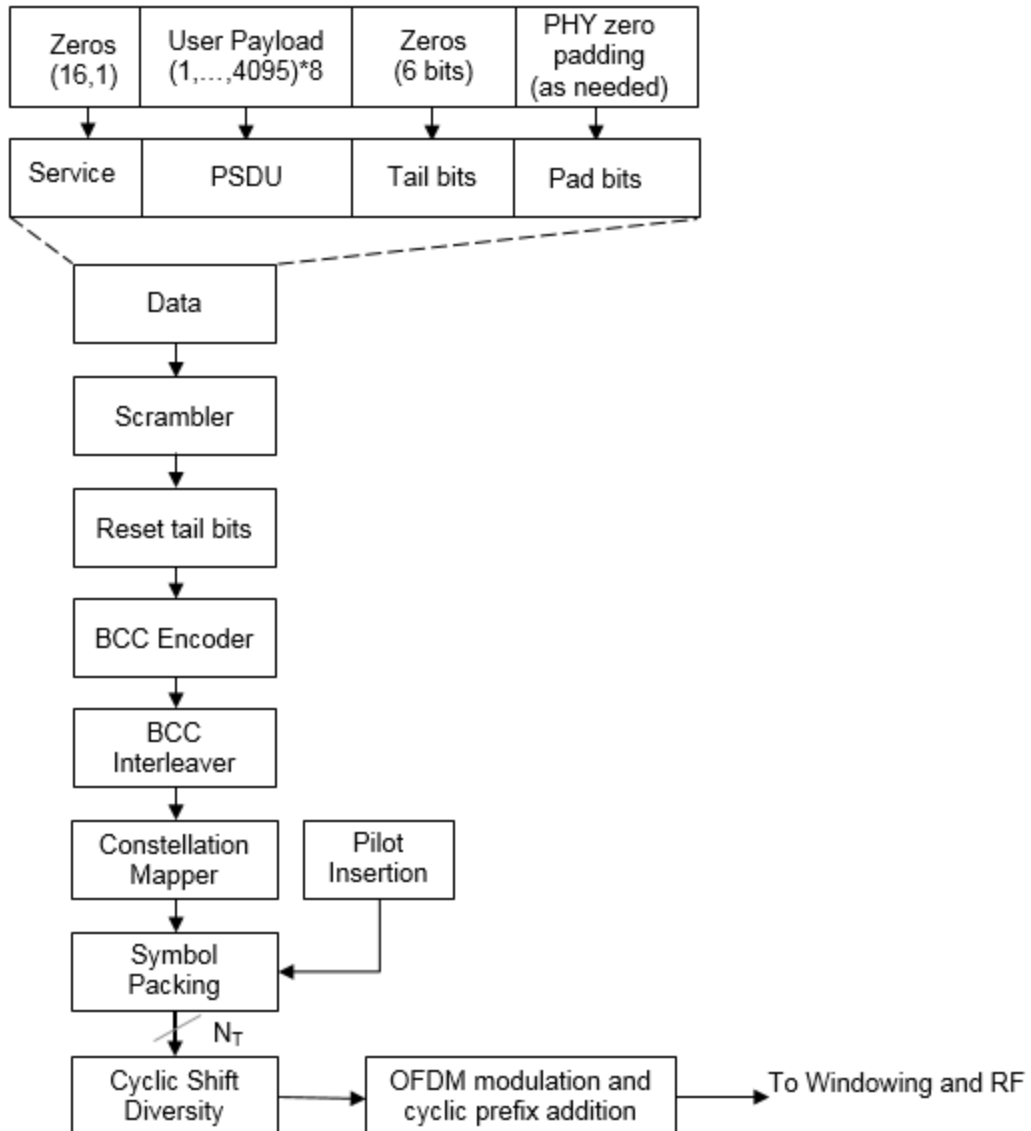 Zeros
(16,1)
User Payload
(1,...,4095)*8
Zeros
(6 bits)
PHY zero
padding
(as needed)
Service
PSDU
Tail bits
Pad bits
Data
Scrambler
Reset tail bits
BCC Encoder
BCC
Interleaver
Constellation
Mapper
Pilot
Insertion
Symbol
Packing
N_T
Cyclic Shift
Diversity
OFDM modulation and
cyclic prefix addition
To Windowing and RF